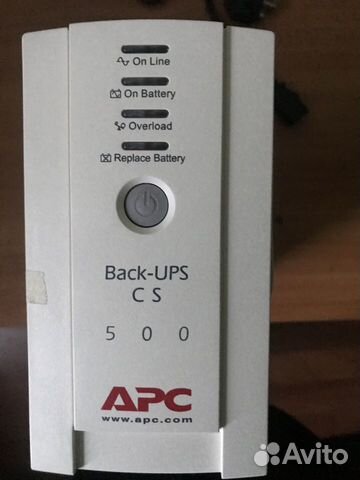 On Line
On Battery
Overload
Replace Battery
Back-UPS
CS
500
APC
www.apc.com
Avito